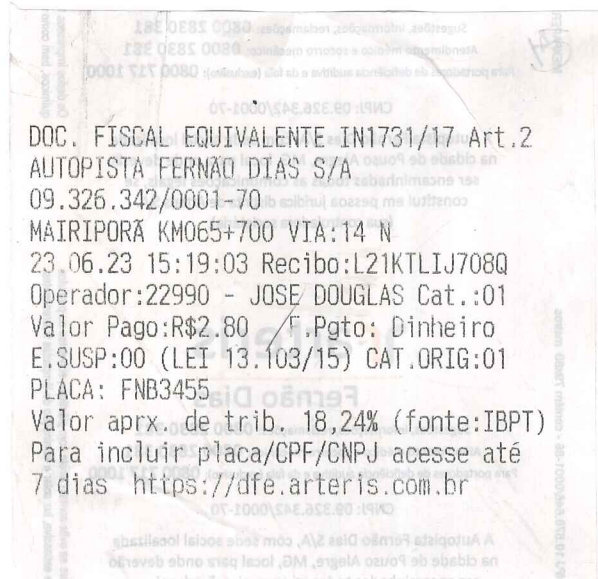 DOC. FISCAL EQUIVALENTE IN1731/17 Art.2
AUTOPISTA FERNÃO DIAS S/A
09.326.342/0001-70
MAIRIPORÃ KM065+700 VIA:14 N
23.06.23 15:19:03 Recibo:L21KTLIJ708Q
Operador:22990 - JOSE DOUGLAS Cat.:01
Valor Pago:R$2.80 F.Pgto: Dinheiro
E.SUSP:00 (LEI 13.103/15) CAT.ORIG:01
PLACA: FNB3455
Valor aprx. de trib. 18,24% (fonte:IBPT)
Para incluir placa/CPF/CNPJ acesse até
7 dias https://dfe.arteris.com.br